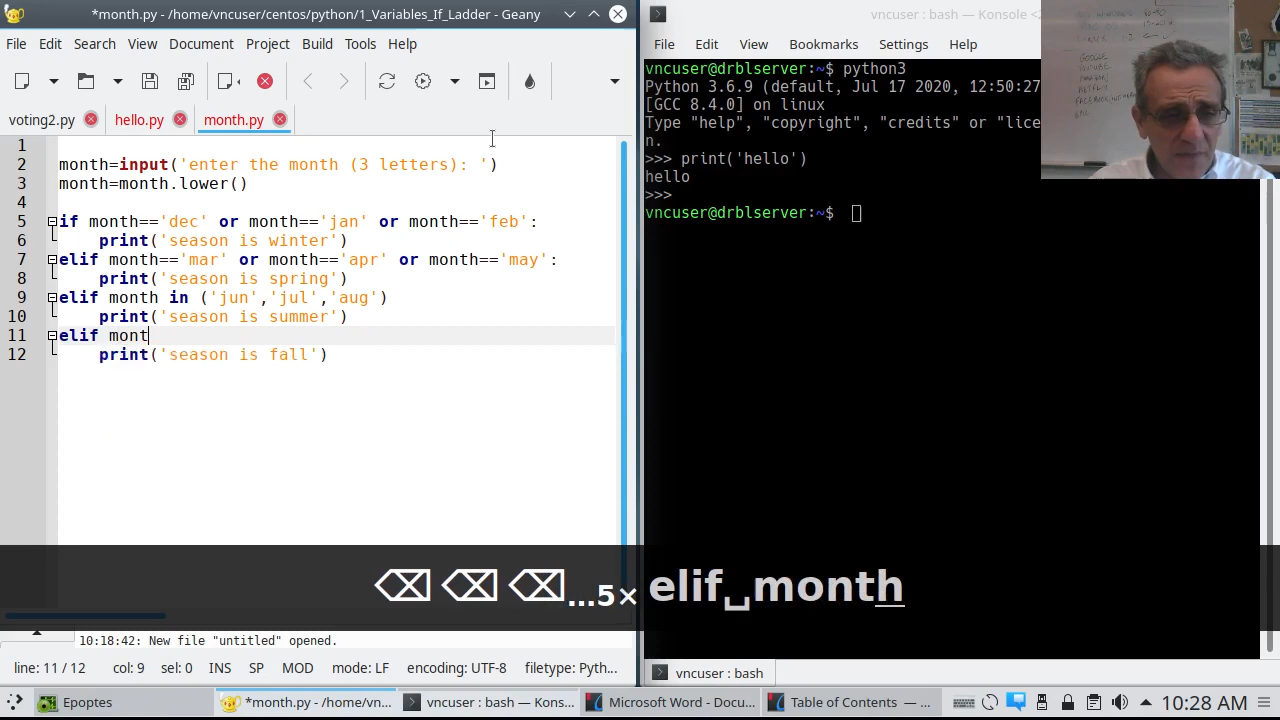 *month.py - /home/vncuser/centos/python/1_Variables_If_Ladder - Geany
File Edit Search View Document Project Build Tools Help
voting2.py hello.py month.py
1
2 month=input('enter the month (3 letters): ')
3 month=month.lower()
4
5 if month=='dec' or month=='jan' or month=='feb':
6 print('season is winter')
7 elif month=='mar' or month=='apr' or month=='may':
8 print('season is spring')
9 elif month in ('jun','jul','aug')
10 print('season is summer')
11 elif mont
12 print('season is fall')
10:18:42: New file "untitled" opened.
line: 11 / 12 col: 9 sel: 0 INS SP MOD mode: LF encoding: UTF-8 filetype: Pyth...
vncuser : bash — Konsole <2
File Edit View Bookmarks Settings Help
vncuser@drblserver:~$ python3
Python 3.6.9 (default, Jul 17 2020, 12:50:27
[GCC 8.4.0] on linux
Type "help", "copyright", "credits" or "lice
n.
>>> print('hello')
hello
>>>
vncuser@drblserver:~$
GOOGLE
…5× elif␣month
vncuser : bash
Epoptes *month.py - /home/vn... vncuser : bash — Kons... Microsoft Word - Docu... Table of Contents — ... 10:28 AM